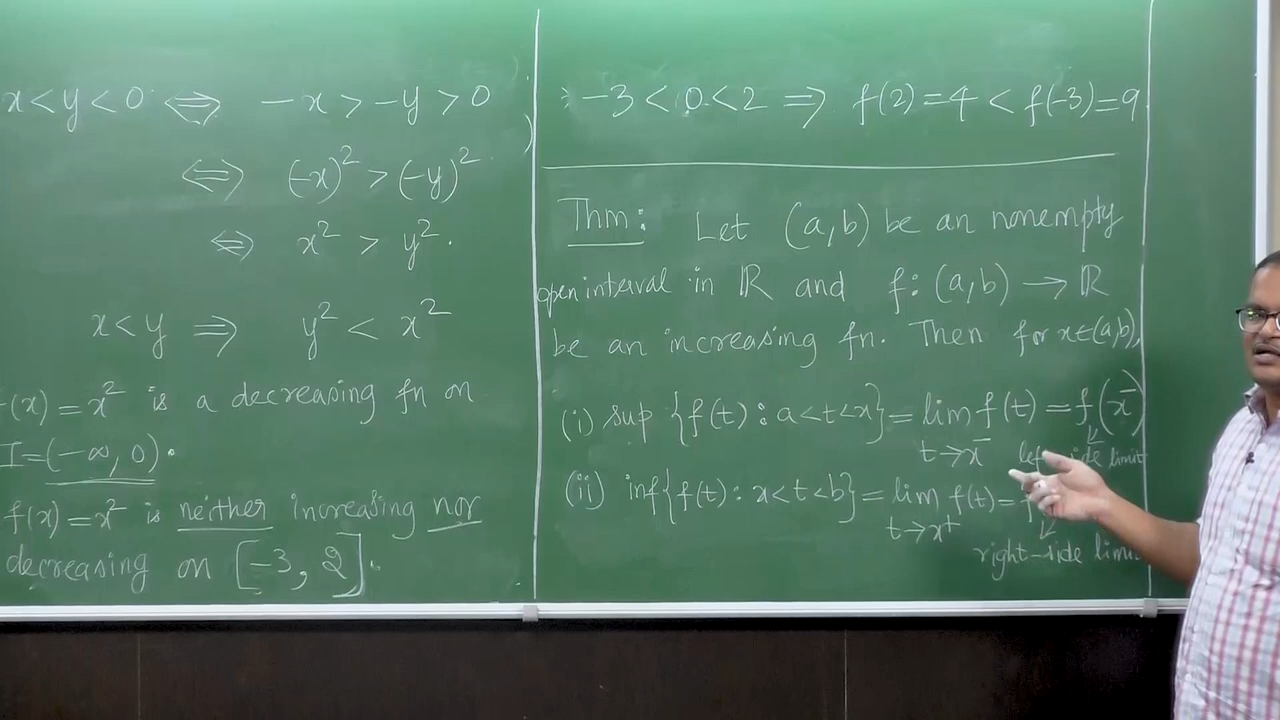 x < y < 0 ⟺ -x > -y > 0
⟺ (-x)² > (-y)²
⟺ x² > y².
x < y ⟹ y² < x²
(x) = x² is a decreasing fn on
I = (-∞, 0).
f(x) = x² is neither increasing nor
decreasing on [-3, 2].
-3 < 0 < 2 ⟹ f(2) = 4 < f(-3) = 9
Thm: Let (a,b) be an nonempty
open interval in ℝ and f: (a,b) → ℝ
be an increasing fn. Then for x∈(a,b),
(i) sup {f(t) : a<t<x} = lim f(t) = f(x⁻)
t→x⁻ side limit
(ii) inf{f(t) : x<t<b} = lim f(t) =
t→x⁺
right-side limit